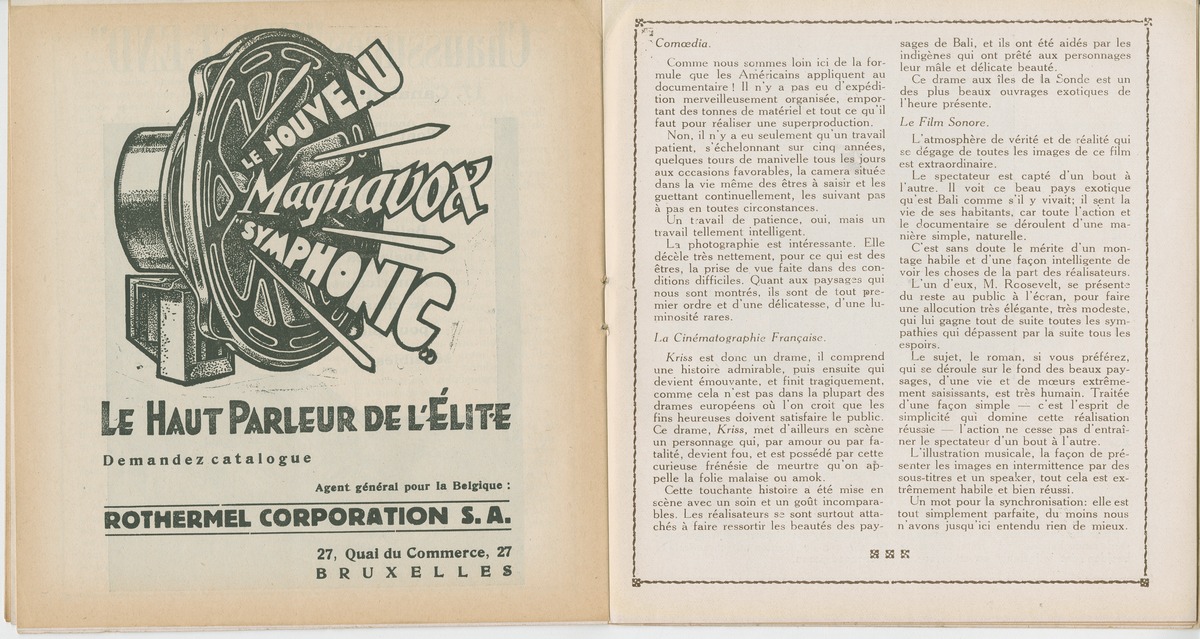 LE NOUVEAU
Magnavox
SYMPHONIC.
LE HAUT PARLEUR DE L'ÉLITE
Demandez catalogue
Agent général pour la Belgique :
ROTHERMEL CORPORATION S. A.
27, Quai du Commerce, 27
BRUXELLES
Comœdia.
Comme nous sommes loin ici de la for-
mule que les Américains appliquent au
documentaire ! Il n'y a pas eu d'expédi-
tion merveilleusement organisée, empor-
tant des tonnes de matériel et tout ce qu'il
faut pour réaliser une superproduction.
Non, il n'y a eu seulement qu'un travail
patient, s'échelonnant sur cinq années,
quelques tours de manivelle tous les jours
aux occasions favorables, la camera située
dans la vie même des êtres à saisir et les
guettant continuellement, les suivant pas
à pas en toutes circonstances.
Un travail de patience, oui, mais un
travail tellement intelligent.
La photographie est intéressante. Elle
décèle très nettement, pour ce qui est des
êtres, la prise de vue faite dans des con-
ditions difficiles. Quant aux paysages qui
nous sont montrés, ils sont de tout pre-
mier ordre et d'une délicatesse, d'une lu-
minosité rares.
La Cinématographie Française.
Kriss est donc un drame, il comprend
une histoire admirable, puis ensuite qui
devient émouvante, et finit tragiquement,
comme cela n'est pas dans la plupart des
drames européens où l'on croit que les
fins heureuses doivent satisfaire le public.
Ce drame, Kriss, met d'ailleurs en scène
un personnage qui, par amour ou par fa-
talité, devient fou, et est possédé par cette
curieuse frénésie de meurtre qu'on ap-
pelle la folie malaise ou amok.
Cette touchante histoire a été mise en
scène avec un soin et un goût incompara-
bles. Les réalisateurs se sont surtout atta-
chés à faire ressortir les beautés des pay-
sages de Bali, et ils ont été aidés par les
indigènes qui ont prêté aux personnages
leur mâle et délicate beauté.
Ce drame aux îles de la Sonde est un
des plus beaux ouvrages exotiques de
l'heure présente.
Le Film Sonore.
L'atmosphère de vérité et de réalité qui
se dégage de toutes les images de ce film
est extraordinaire.
Le spectateur est capté d'un bout à
l'autre. Il voit ce beau pays exotique
qu'est Bali comme s'il y vivait; il sent la
vie de ses habitants, car toute l'action et
le documentaire se déroulent d'une ma-
nière simple, naturelle.
C'est sans doute le mérite d'un mon-
tage habile et d'une façon intelligente de
voir les choses de la part des réalisateurs.
L'un d'eux, M. Roosevelt, se présente
du reste au public à l'écran, pour faire
une allocution très élégante, très modeste,
qui lui gagne tout de suite toutes les sym-
pathies qui dépassent par la suite tous les
espoirs.
Le sujet, le roman, si vous préférez,
qui se déroule sur le fond des beaux pay-
sages, d'une vie et de mœurs extrême-
ment saisissants, est très humain. Traitée
d'une façon simple — c'est l'esprit de
simplicité qui domine cette réalisation
réussie — l'action ne cesse pas d'entraî-
ner le spectateur d'un bout à l'autre.
L'illustration musicale, la façon de pré-
senter les images en intermittence par des
sous-titres et un speaker, tout cela est ex-
trêmement habile et bien réussi.
Un mot pour la synchronisation: elle est
tout simplement parfaite, du moins nous
n'avons jusqu'ici entendu rien de mieux.